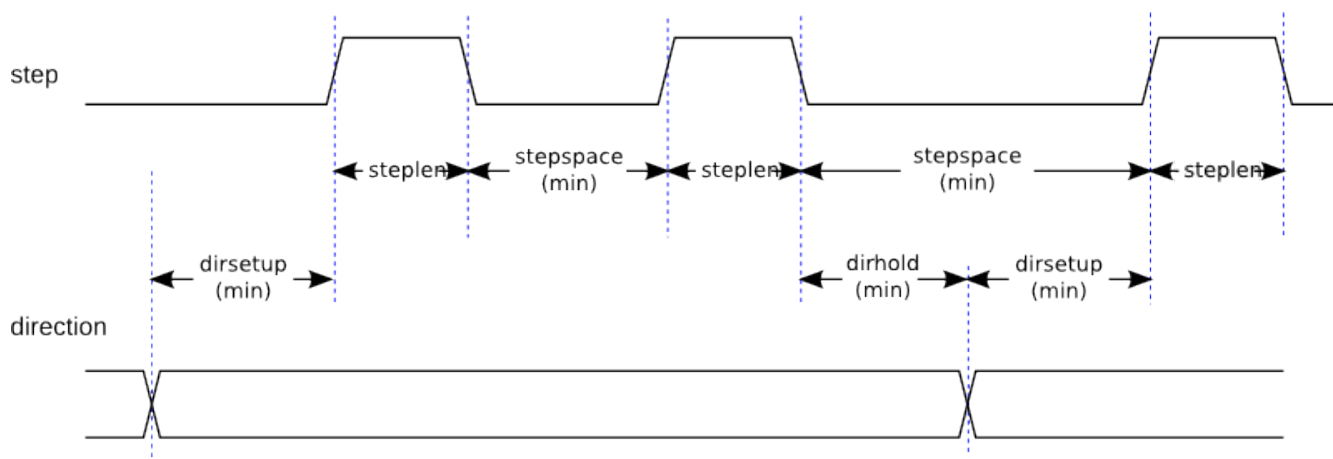 step
steplen
stepspace
(min)
steplen
stepspace
(min)
steplen
dirsetup
(min)
dirhold
(min)
dirsetup
(min)
direction